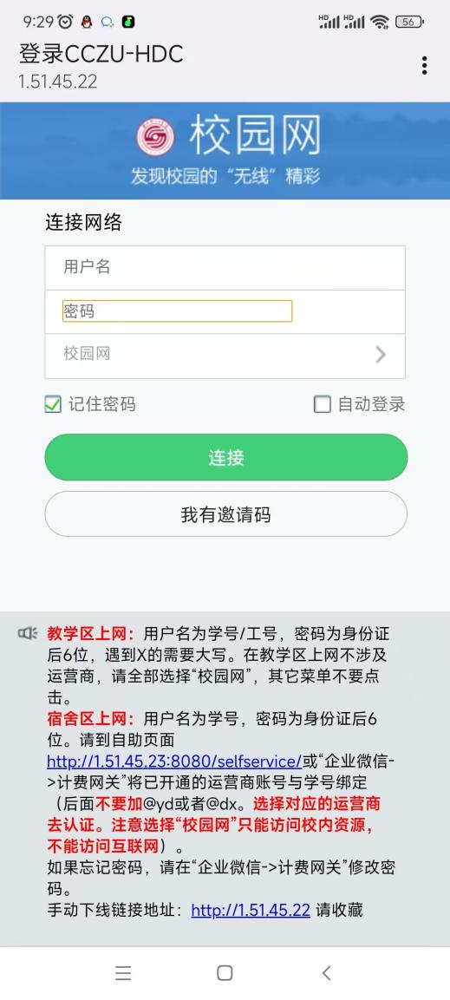 9:29 HD HD 56
登录CCZU-HDC
1.51.45.22
校园网
发现校园的“无线”精彩
连接网络
用户名
密码
校园网
记住密码 自动登录
连接
我有邀请码
教学区上网：用户名为学号/工号，密码为身份证
后6位，遇到X的需要大写。在教学区上网不涉及
运营商，请全部选择“校园网”，其它菜单不要点
击。
宿舍区上网：用户名为学号，密码为身份证后6
位。请到自助页面
http://1.51.45.23:8080/selfservice/或“企业微信-
>计费网关”将已开通的运营商账号与学号绑定
（后面不要加@yd或者@dx。选择对应的运营商
去认证。注意选择“校园网”只能访问校内资源，
不能访问互联网）。
如果忘记密码，请在“企业微信->计费网关”修改密
码。
手动下线链接地址：http://1.51.45.22 请收藏